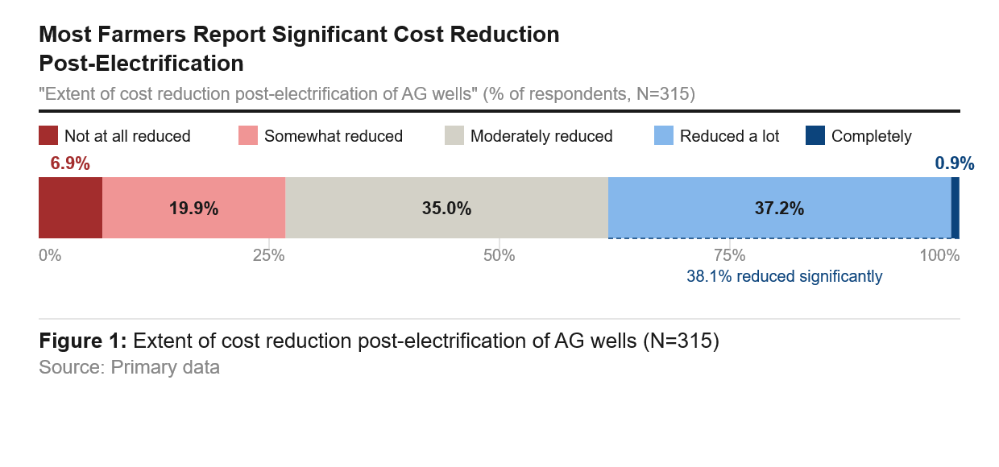 Most Farmers Report Significant Cost Reduction
Post-Electrification
"Extent of cost reduction post-electrification of AG wells" (% of respondents, N=315)
Not at all reduced Somewhat reduced Moderately reduced Reduced a lot Completely
6.9% 0.9%
19.9% 35.0% 37.2%
0% 25% 50% 75% 100%
38.1% reduced significantly
Figure 1: Extent of cost reduction post-electrification of AG wells (N=315)
Source: Primary data